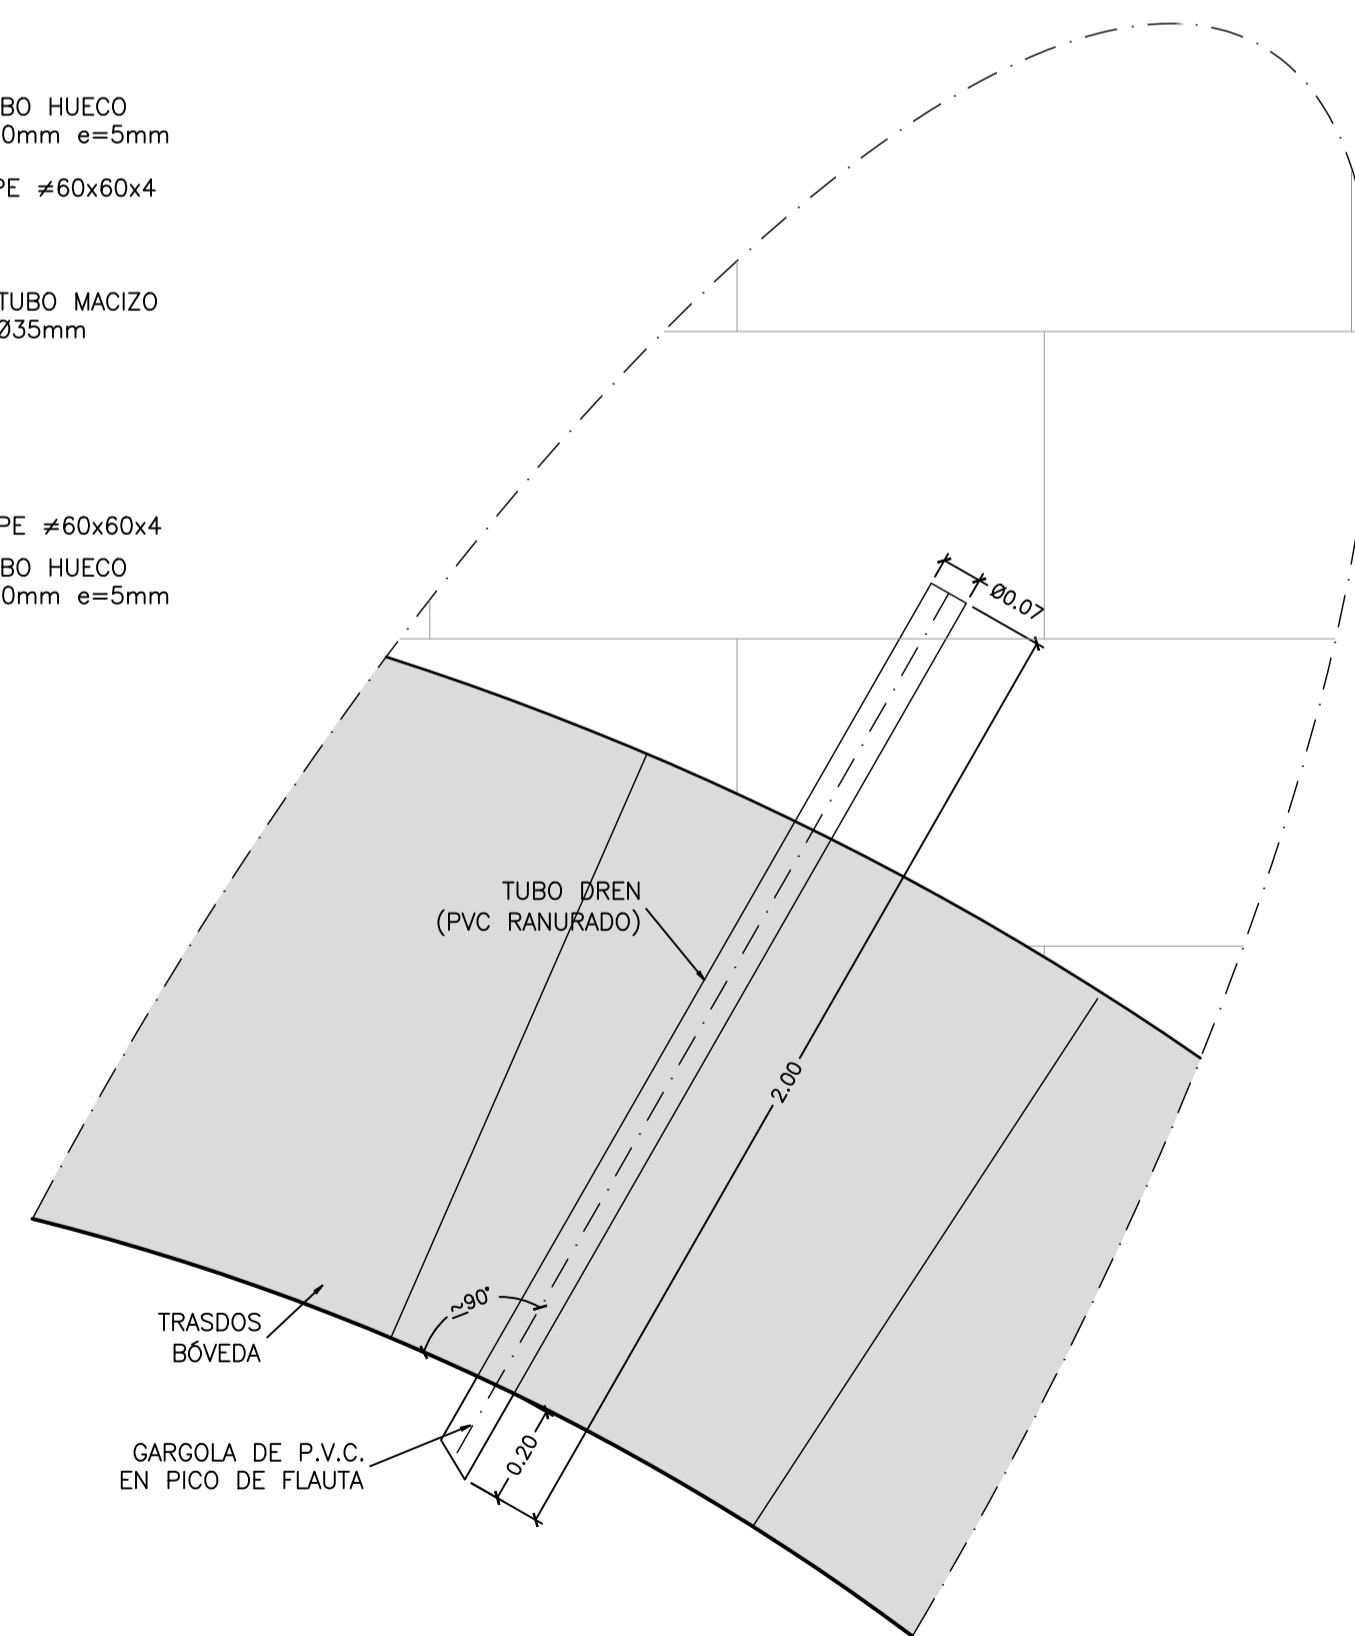 BO HUECO
0mm e=5mm
PE ≠60x60x4
TUBO MACIZO
Ø35mm
PE ≠60x60x4
BO HUECO
0mm e=5mm
Ø0.07
TUBO DREN
(PVC RANURADO)
2.00
≃90°
TRASDOS
BÓVEDA
0.20
GARGOLA DE P.V.C.
EN PICO DE FLAUTA